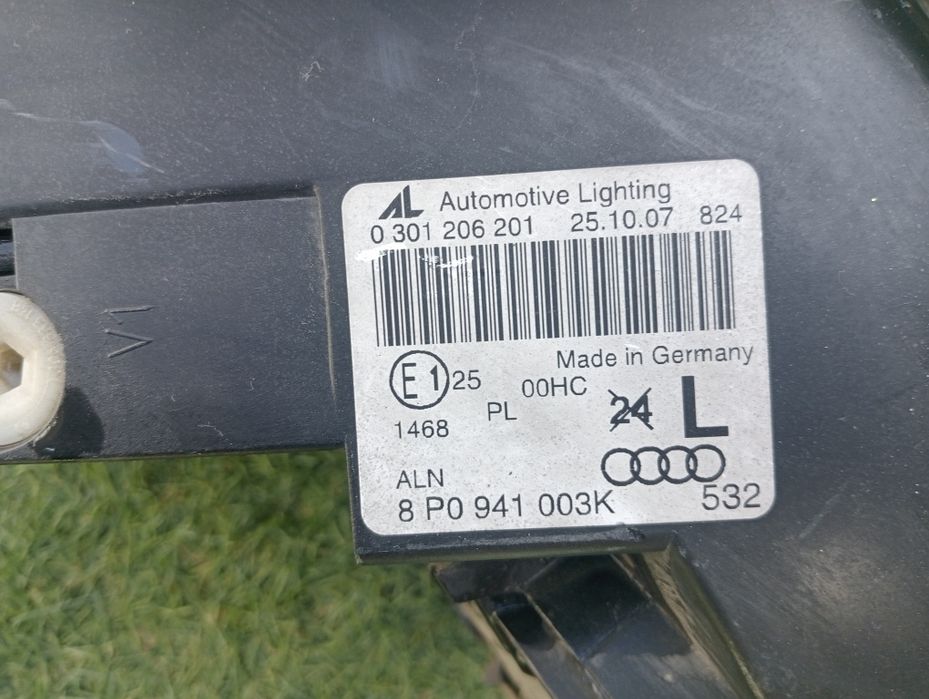 AL Automotive Lighting
0 301 206 201 25.10.07 824
Made in Germany
E1 25 00HC 24 L
1468 PL
ALN
8 P0 941 003K 532